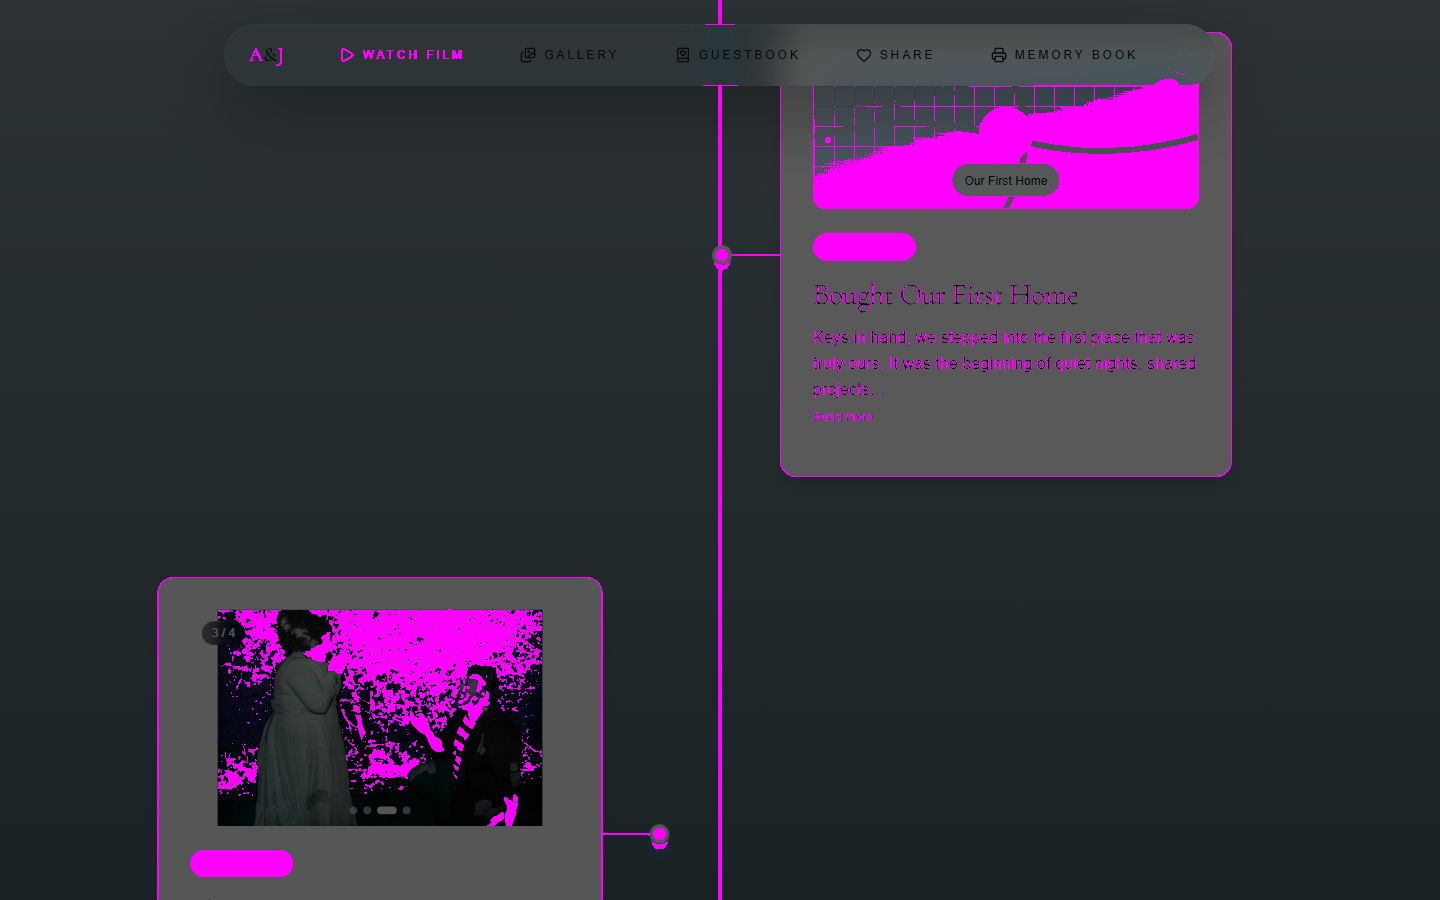 A&J
WATCH FILM
GALLERY
GUESTBOOK
SHARE
MEMORY BOOK
Our First Home
Bought Our First Home
Keys in hand, we stepped into the first place that was
truly ours. It was the beginning of quiet nights, shared
projects...
Read more
3 / 4